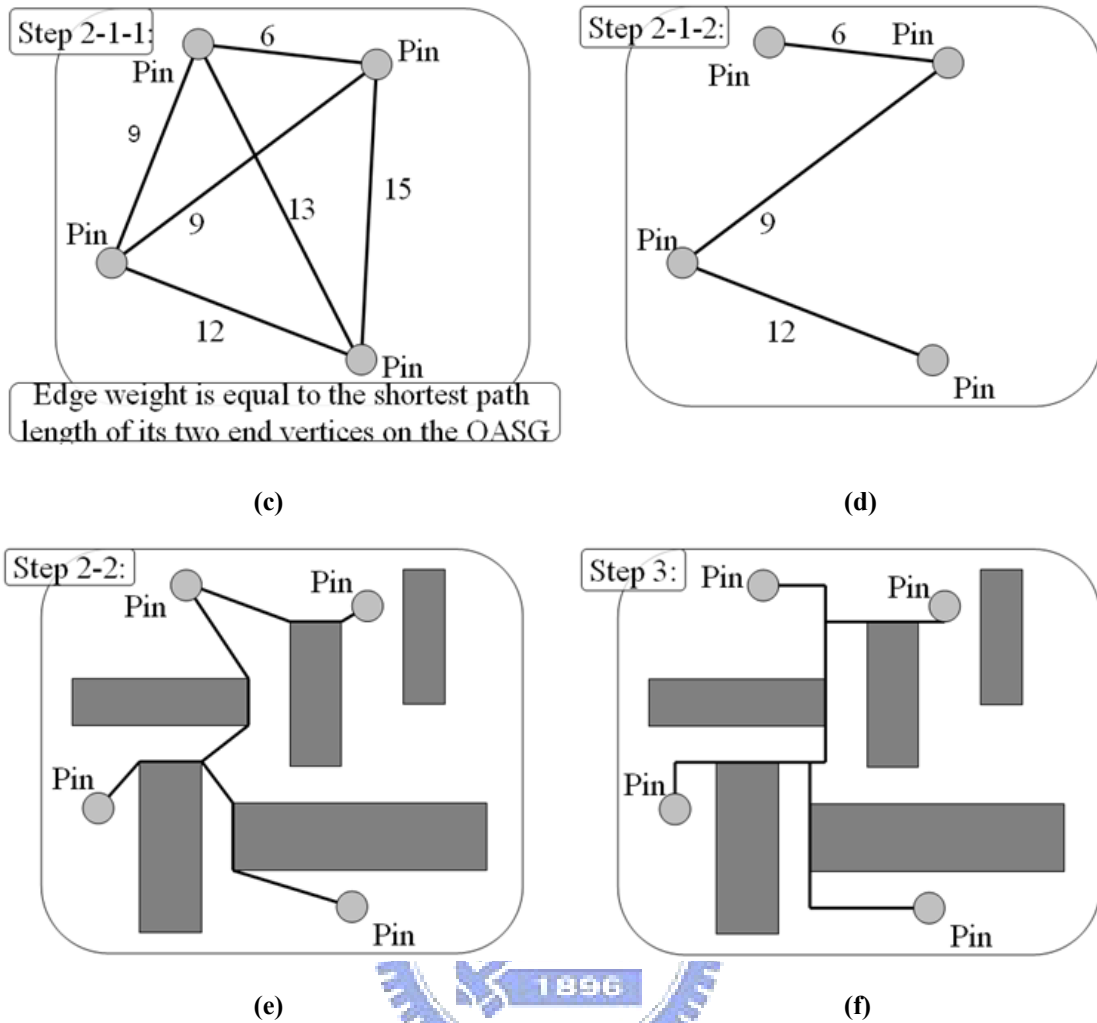 Step 2-1-1:
6
Pin
Pin
9
13
15
9
Pin
12
Pin
Edge weight is equal to the shortest path
length of its two end vertices on the OASG
(c)
Step 2-1-2:
6
Pin
Pin
9
Pin
12
Pin
(d)
Step 2-2:
Pin
Pin
Pin
Pin
(e)
Step 3:
Pin
Pin
Pin
Pin
(f)
1896